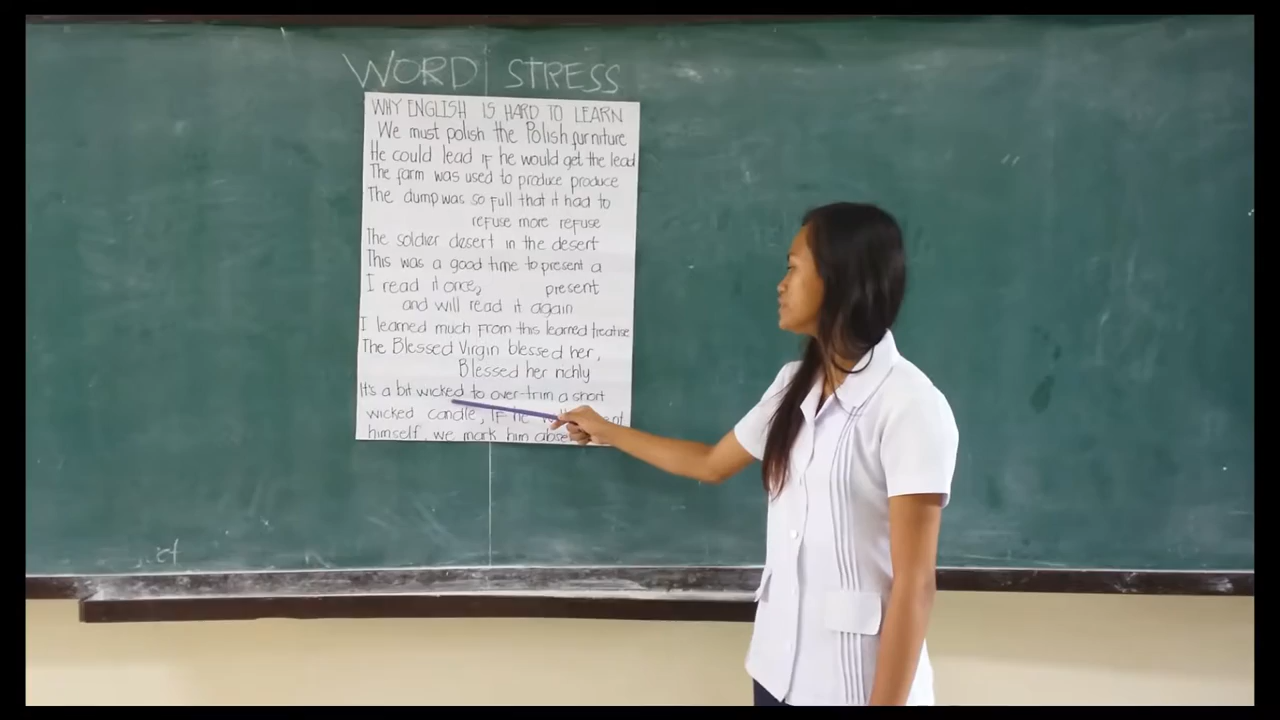 WORD STRESS
WHY ENGLISH IS HARD TO LEARN
We must polish the Polish furniture
He could lead if he would get the lead
The farm was used to produce produce
The dump was so full that it had to
refuse more refuse
The soldier desert in the desert
This was a good time to present a
I read it once, present
and will read it again
I learned much from this learned treatise
The Blessed Virgin blessed her,
Blessed her richly
It's a bit wicked to over-trim a short
wicked candle, If he
himself, we mark him